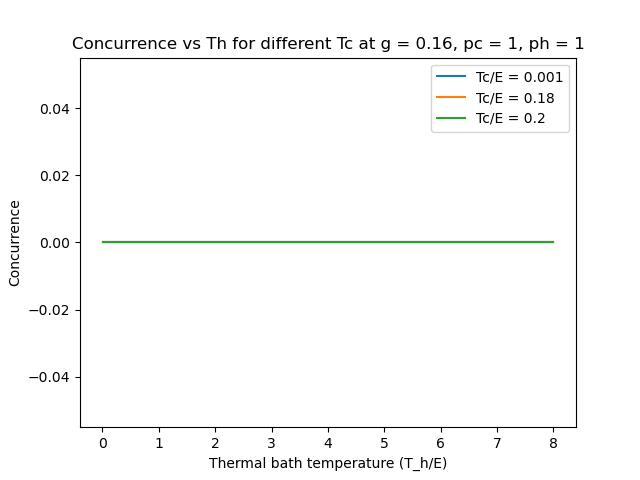 Concurrence vs Th for different Tc at g = 0.16, pc = 1, ph = 1
Tc/E = 0.001
Tc/E = 0.18
Tc/E = 0.2
0.04
0.02
0.00
−0.02
−0.04
Concurrence
0 1 2 3 4 5 6 7 8
Thermal bath temperature (T_h/E)